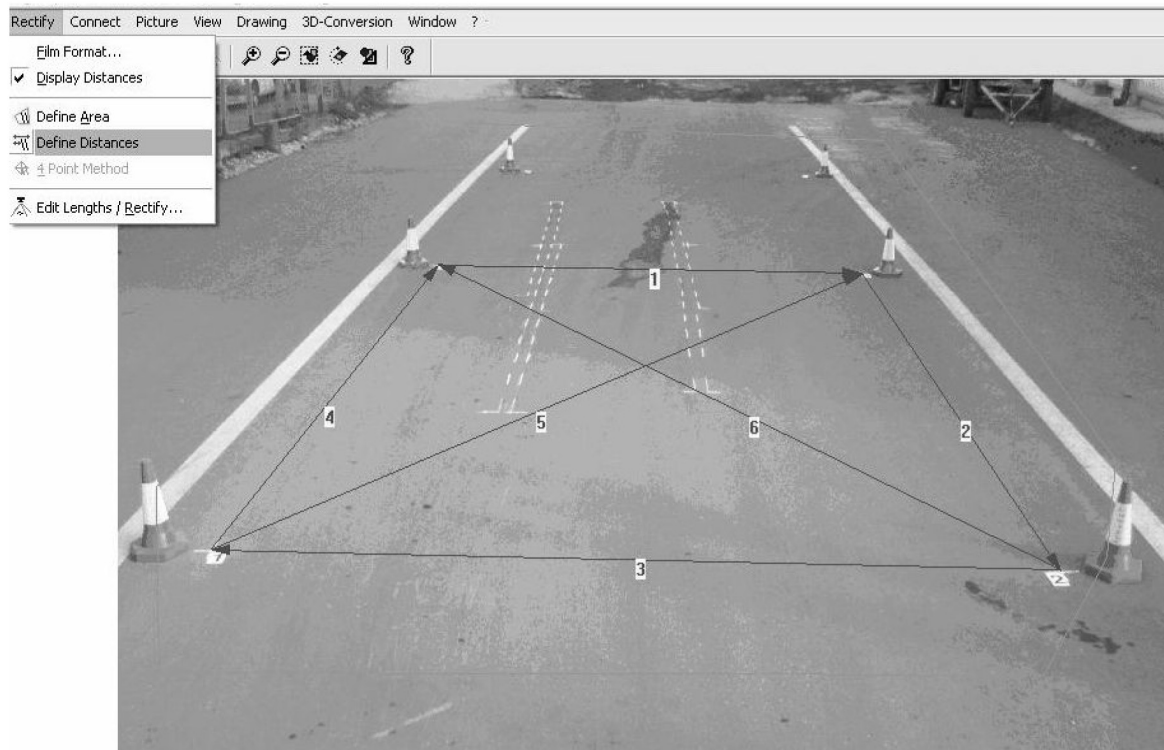 Rectify Connect Picture View Drawing 3D-Conversion Window ?
Film Format...
Display Distances
Define Area
Define Distances
4 Point Method
Edit Lengths / Rectify...
1
4
5
6
2
3
1
2